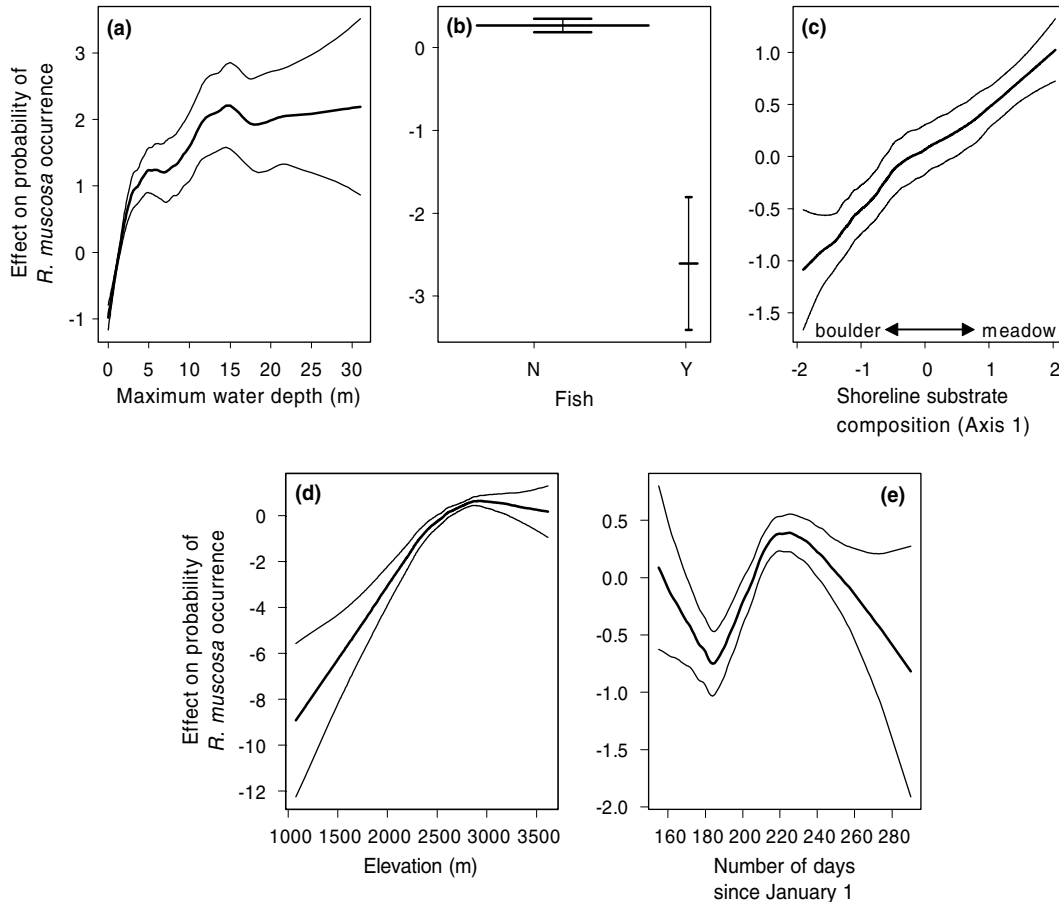 (a)
Effect on probability of
R. muscosa occurrence
3
2
1
0
-1
0 5 10 15 20 25 30
Maximum water depth (m)
(b)
0
-1
-2
-3
N Y
Fish
(c)
1.0
0.5
0.0
-0.5
-1.0
-1.5
boulder meadow
-2 -1 0 1 2
Shoreline substrate
composition (Axis 1)
(d)
Effect on probability of
R. muscosa occurrence
0
-2
-4
-6
-8
-10
-12
1000 1500 2000 2500 3000 3500
Elevation (m)
(e)
0.5
0.0
-0.5
-1.0
-1.5
-2.0
160 180 200 220 240 260 280
Number of days
since January 1